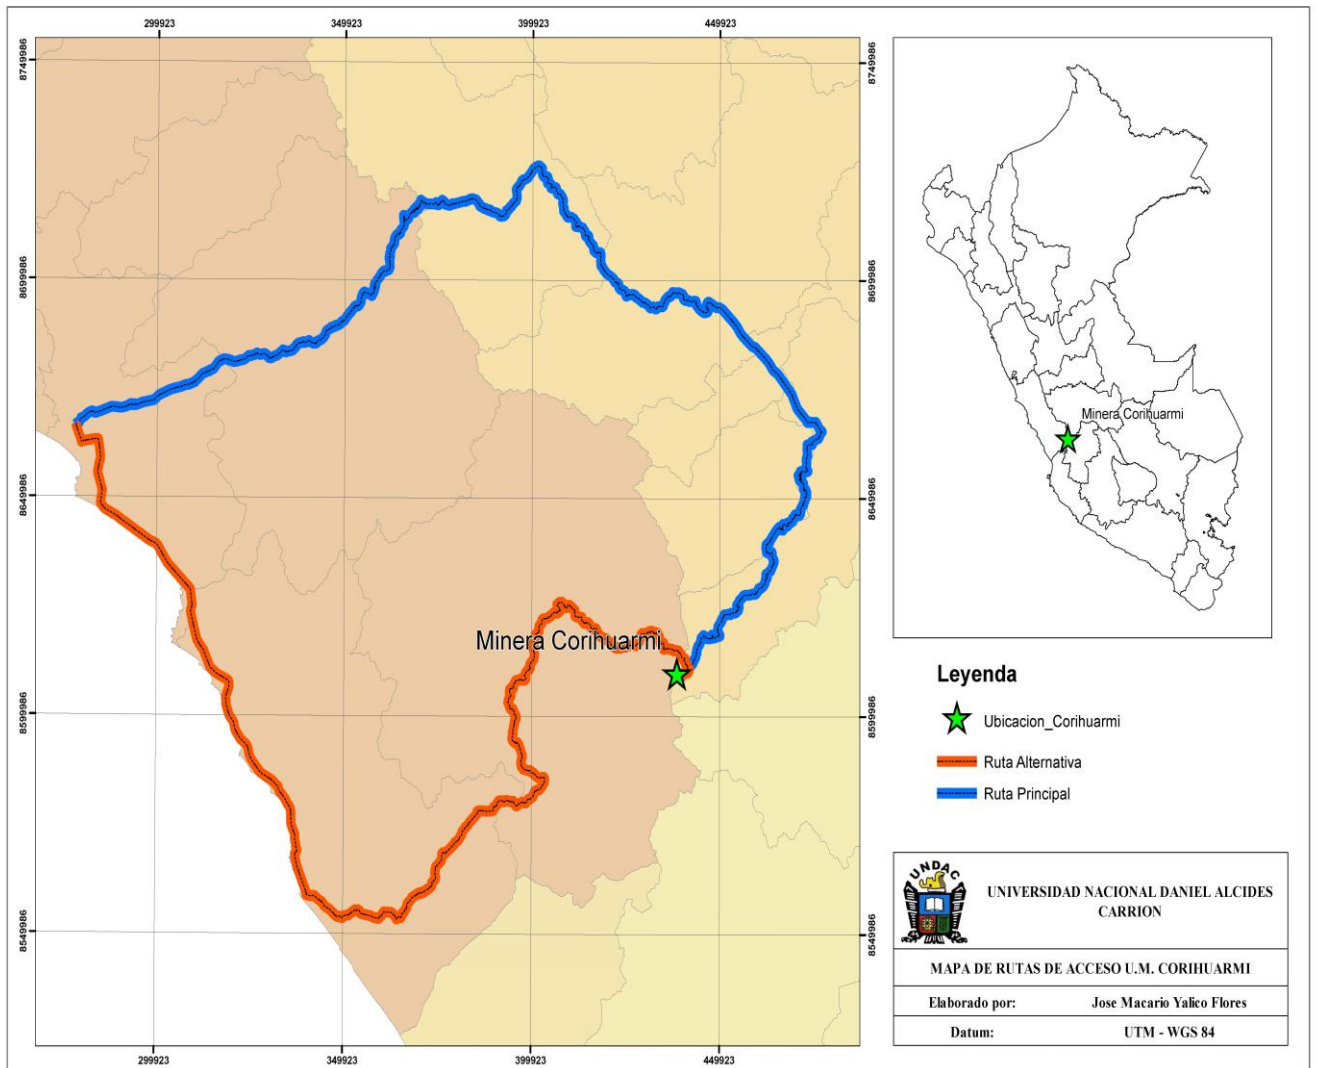 299923
349923
399923
449923
8749986
8749986
8699986
8699986
8649986
8649986
8599986
8599986
8549986
8549986
Minera Corihuarmi
299923
349923
399923
449923
Minera Corihuarmi
Leyenda
Ubicacion_Corihuarmi
Ruta Alternativa
Ruta Principal
UNDAC
UNIVERSIDAD NACIONAL DANIEL ALCIDES
CARRION
MAPA DE RUTAS DE ACCESO U.M. CORIHUARMI
Elaborado por: Jose Macario Yalico Flores
Datum: UTM - WGS 84